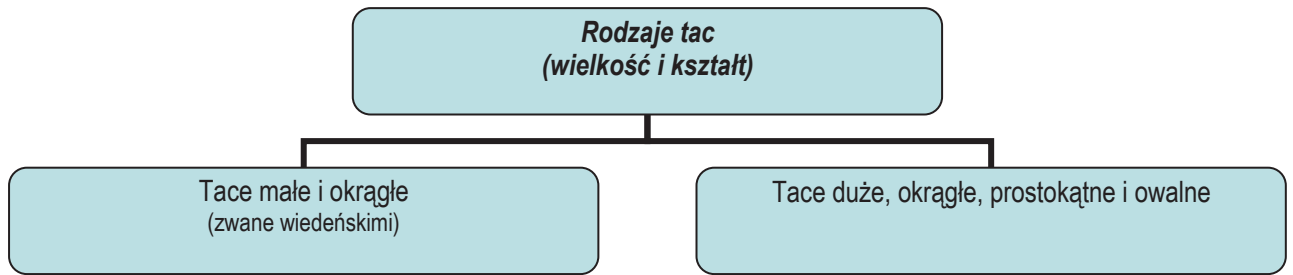 Rodzaje tac
(wielkość i kształt)
Tace małe i okrągłe
(zwane wiedeńskimi)
Tace duże, okrągłe, prostokątne i owalne